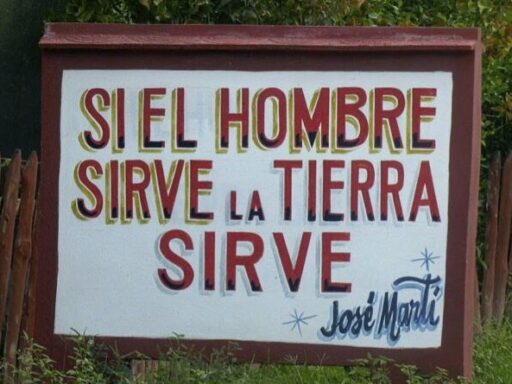 SI EL HOMBRE
SIRVE LA TIERRA
SIRVE
José Martí